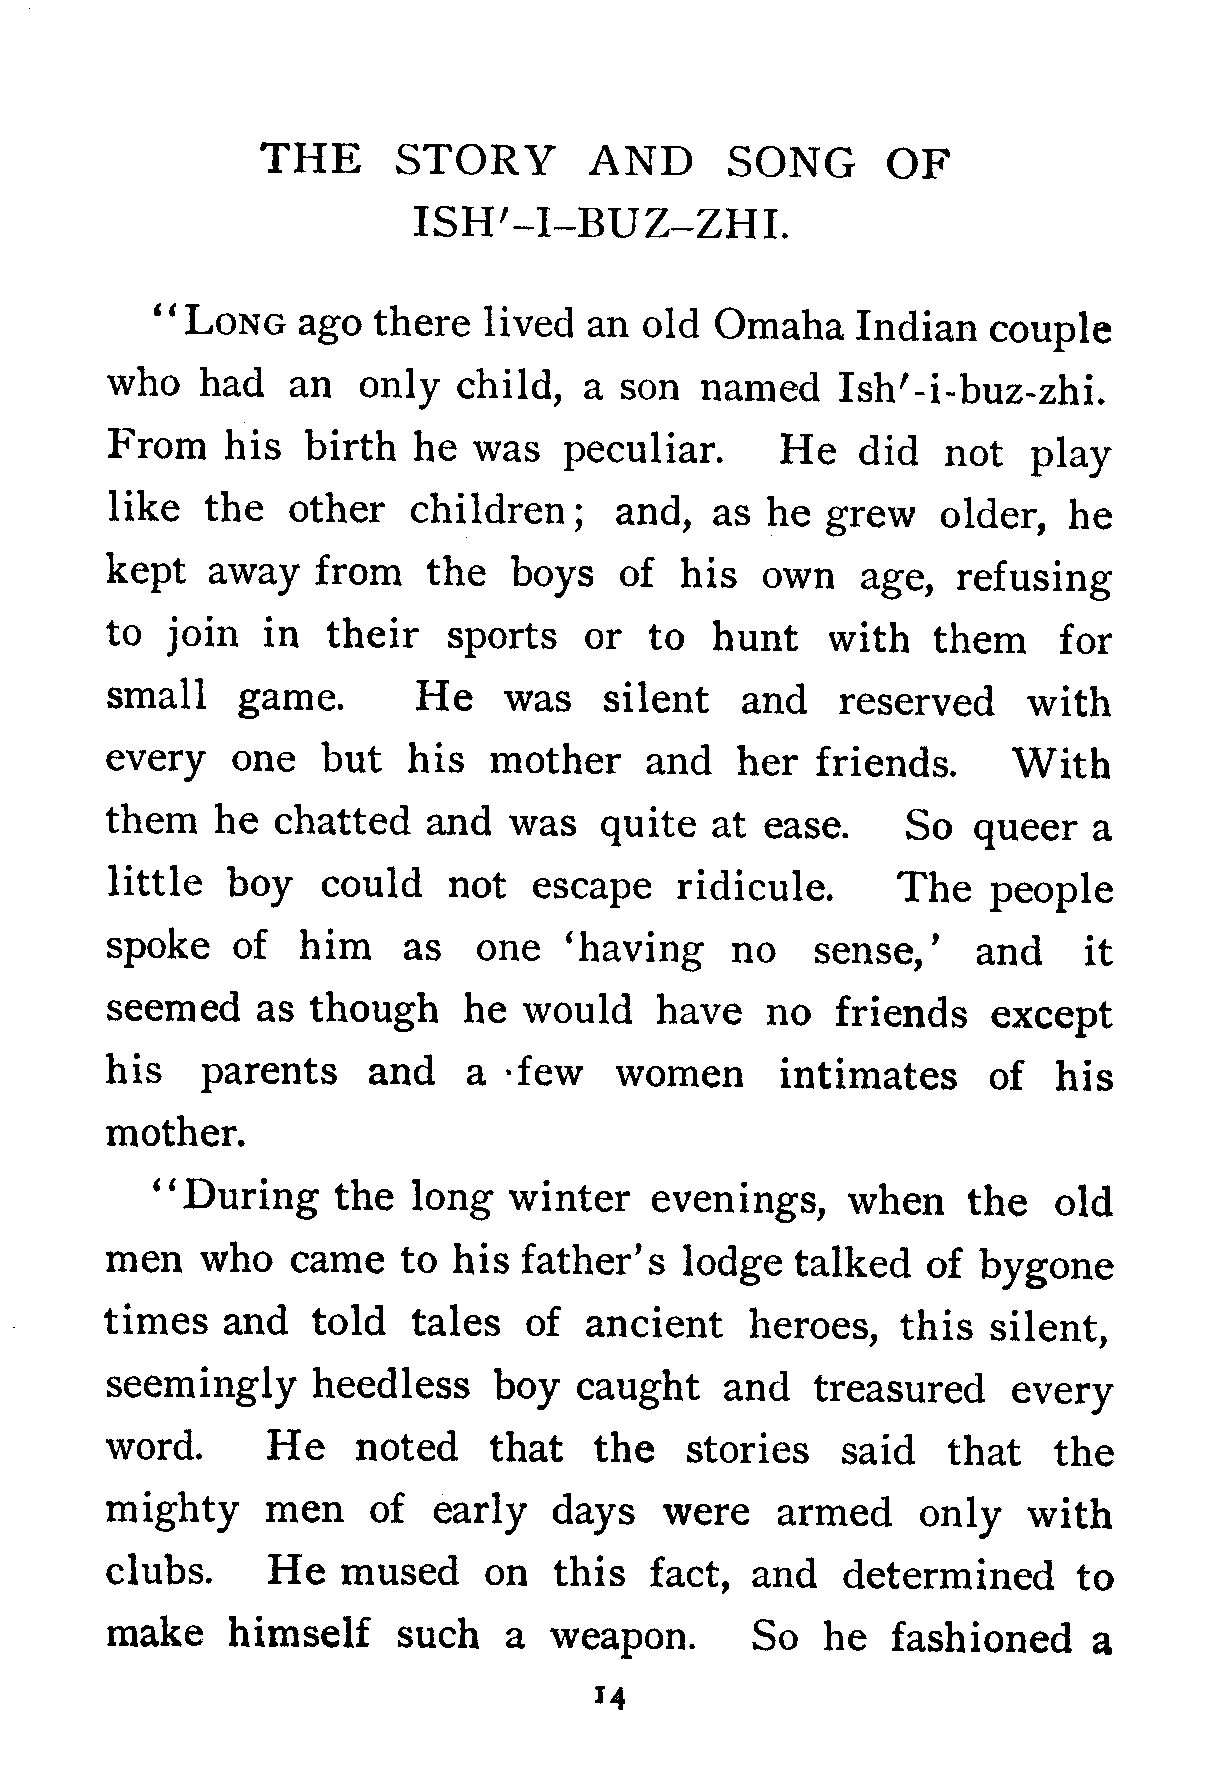 THE STORY AND SONG OF
ISH′-I-BUZ-ZHI.
“LONG ago there lived an old Omaha Indian couple
who had an only child, a son named Ish′-i-buz-zhi.
From his birth he was peculiar. He did not play
like the other children; and, as he grew older, he
kept away from the boys of his own age, refusing
to join in their sports or to hunt with them for
small game. He was silent and reserved with
every one but his mother and her friends. With
them he chatted and was quite at ease. So queer a
little boy could not escape ridicule. The people
spoke of him as one ‘having no sense,’ and it
seemed as though he would have no friends except
his parents and a few women intimates of his
mother.
“During the long winter evenings, when the old
men who came to his father’s lodge talked of bygone
times and told tales of ancient heroes, this silent,
seemingly heedless boy caught and treasured every
word. He noted that the stories said that the
mighty men of early days were armed only with
clubs. He mused on this fact, and determined to
make himself such a weapon. So he fashioned a
14